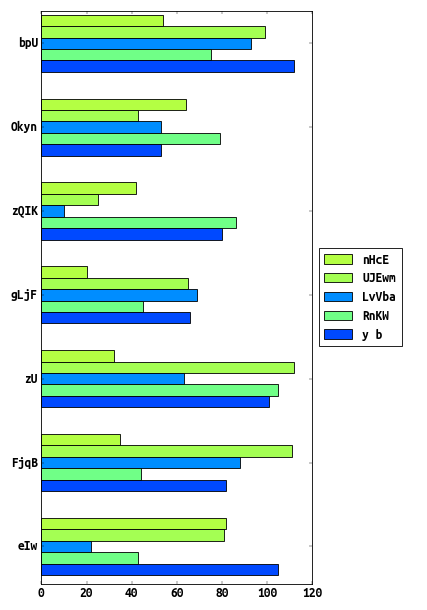 bpU
Okyn
zQIK
gLjF
zU
FjqB
eIw
0 20 40 60 80 100 120
nHcE
UJEwm
LvVba
RnKW
y b